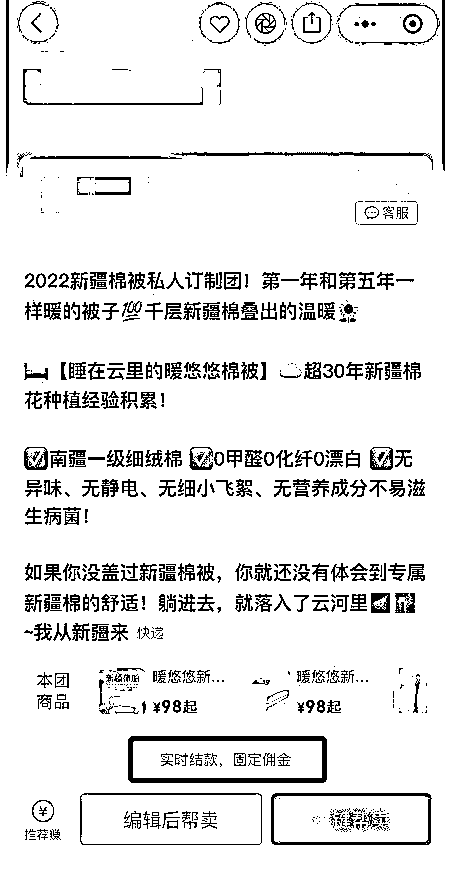 客服
2022新疆棉被私人订制团！第一年和第五年一
样暖的被子💯千层新疆棉叠出的温暖
【睡在云里的暖悠悠棉被】超30年新疆棉
花种植经验积累！
南疆一级细绒棉 0甲醛0化纤0漂白 无
异味、无静电、无细小飞絮、无营养成分不易滋
生病菌！
如果你没盖过新疆棉被，你就还没有体会到专属
新疆棉的舒适！躺进去，就落入了云河里
~我从新疆来 快递
本团 暖悠悠新... 暖悠悠新...
商品 ¥98起 ¥98起
实时结款，固定佣金
推荐赚 编辑后帮卖